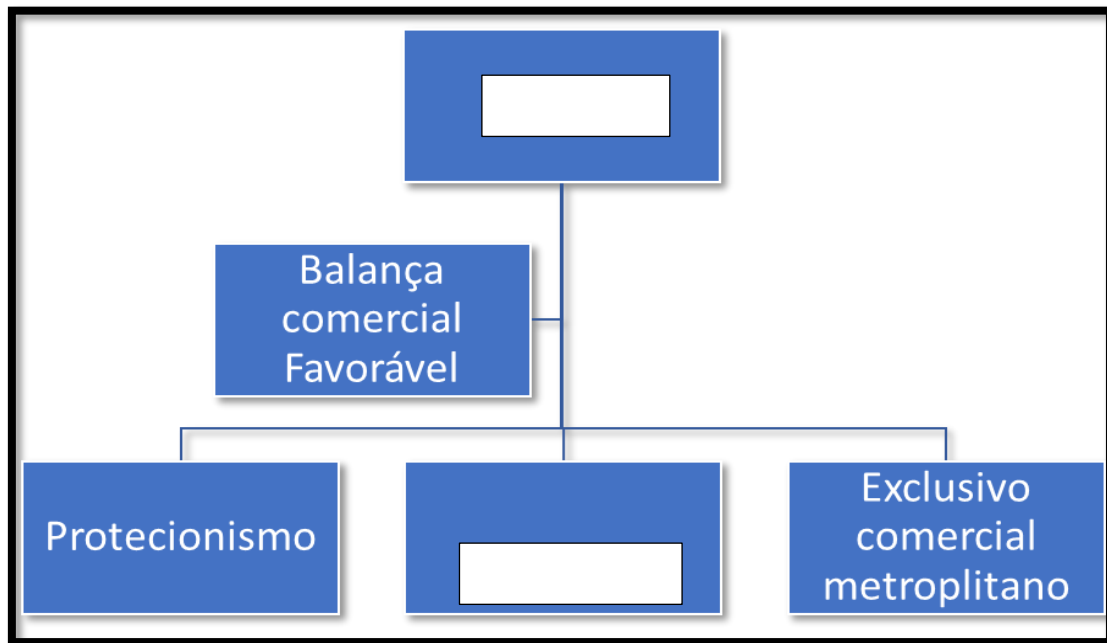 Balança
comercial
Favorável
Protecionismo
Exclusivo
comercial
metroplitano